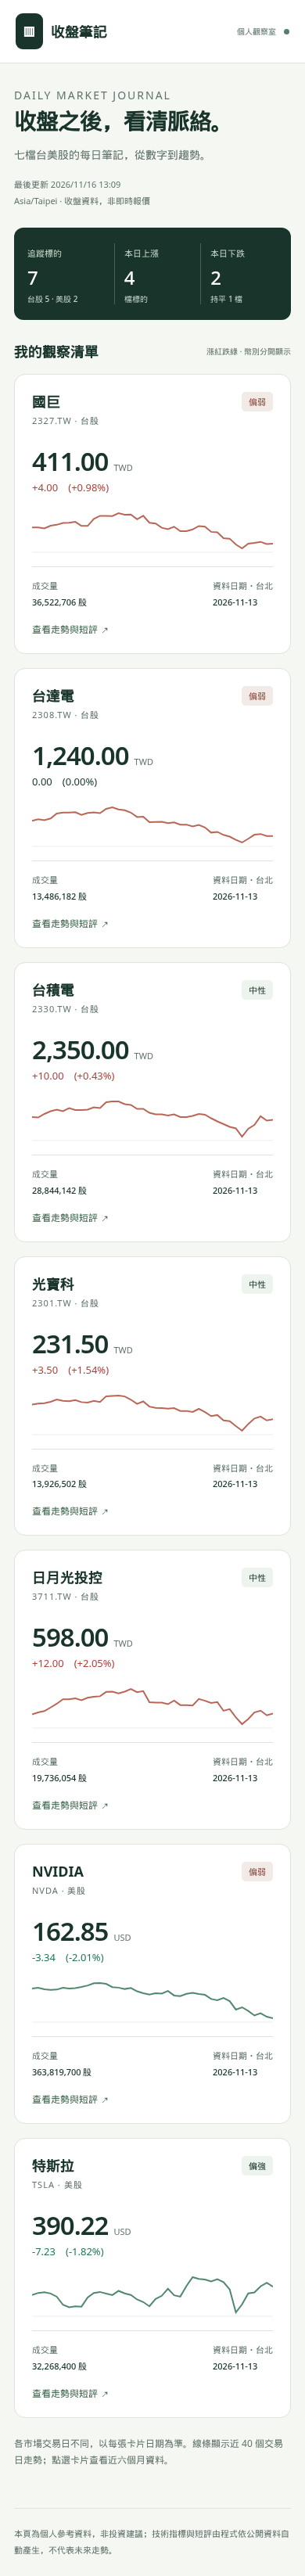 收盤筆記
個人觀察室
DAILY MARKET JOURNAL
收盤之後，看清脈絡。
七檔台美股的每日筆記，從數字到趨勢。
最後更新 2026/11/16 13:09
Asia/Taipei · 收盤資料，非即時報價
追蹤標的
7
台股 5 · 美股 2
本日上漲
4
檔標的
本日下跌
2
持平 1 檔
我的觀察清單
漲紅跌綠 · 幣別分開顯示
國巨
偏弱
2327.TW · 台股
411.00 TWD
+4.00 (+0.98%)
成交量
資料日期 · 台北
36,522,706 股
2026-11-13
查看走勢與短評 ↗
台達電
偏弱
2308.TW · 台股
1,240.00 TWD
0.00 (0.00%)
成交量
資料日期 · 台北
13,486,182 股
2026-11-13
查看走勢與短評 ↗
台積電
中性
2330.TW · 台股
2,350.00 TWD
+10.00 (+0.43%)
成交量
資料日期 · 台北
28,844,142 股
2026-11-13
查看走勢與短評 ↗
光寶科
中性
2301.TW · 台股
231.50 TWD
+3.50 (+1.54%)
成交量
資料日期 · 台北
13,926,502 股
2026-11-13
查看走勢與短評 ↗
日月光投控
中性
3711.TW · 台股
598.00 TWD
+12.00 (+2.05%)
成交量
資料日期 · 台北
19,736,054 股
2026-11-13
查看走勢與短評 ↗
NVIDIA
偏弱
NVDA · 美股
162.85 USD
-3.34 (-2.01%)
成交量
資料日期 · 台北
363,819,700 股
2026-11-13
查看走勢與短評 ↗
特斯拉
偏強
TSLA · 美股
390.22 USD
-7.23 (-1.82%)
成交量
資料日期 · 台北
32,268,400 股
2026-11-13
查看走勢與短評 ↗
各市場交易日不同，以每張卡片日期為準。線條顯示近 40 個交易
日走勢；點選卡片查看近六個月資料。
本頁為個人參考資料，非投資建議；技術指標與短評由程式依公開資料自
動產生，不代表未來走勢。